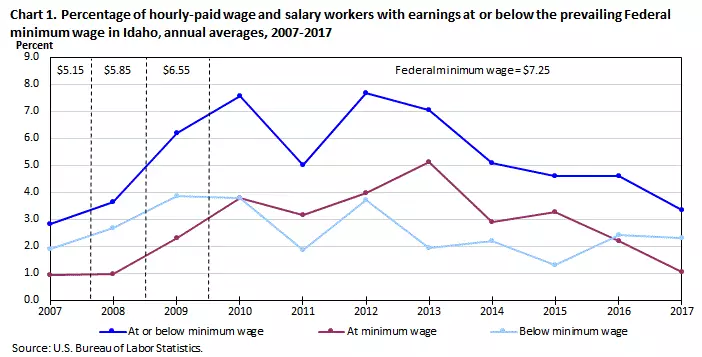 Chart 1. Percentage of hourly-paid wage and salary workers with earnings at or below the prevailing Federal
minimum wage in Idaho, annual averages, 2007-2017
Percent
9.0
$5.15 $5.85 $6.55 Federal minimum wage = $7.25
8.0
7.0
6.0
5.0
4.0
3.0
2.0
1.0
0.0
2007 2008 2009 2010 2011 2012 2013 2014 2015 2016 2017
At or below minimum wage At minimum wage Below minimum wage
Source: U.S. Bureau of Labor Statistics.